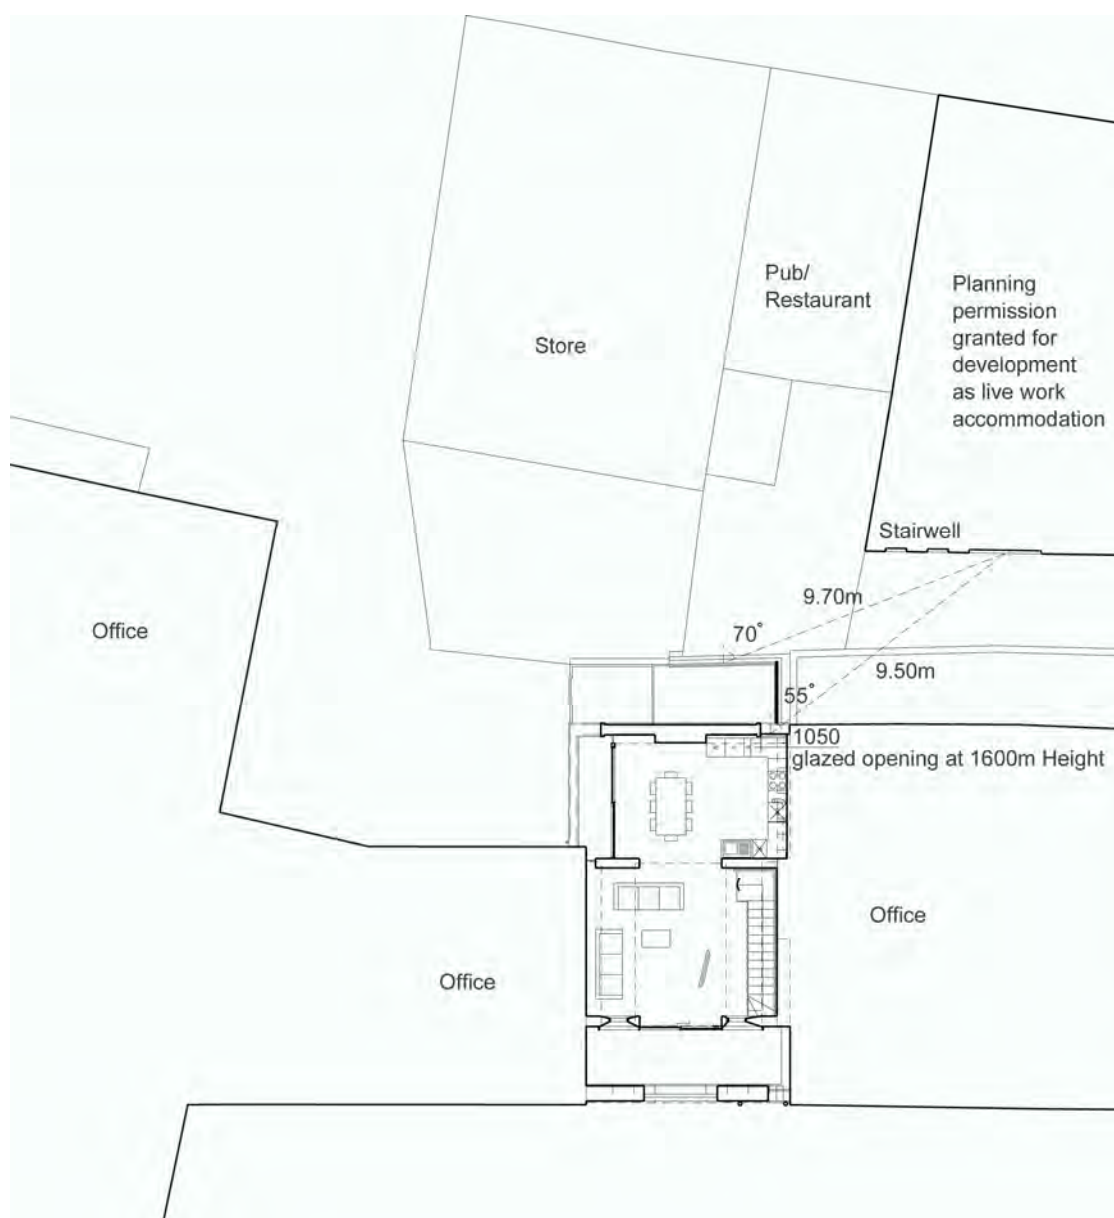 Pub/
Restaurant
Planning
permission
granted for
development
as live work
accommodation
Store
Stairwell
9.70m
Office
70°
9.50m
55°
1050
glazed opening at 1600m Height
Office
Office